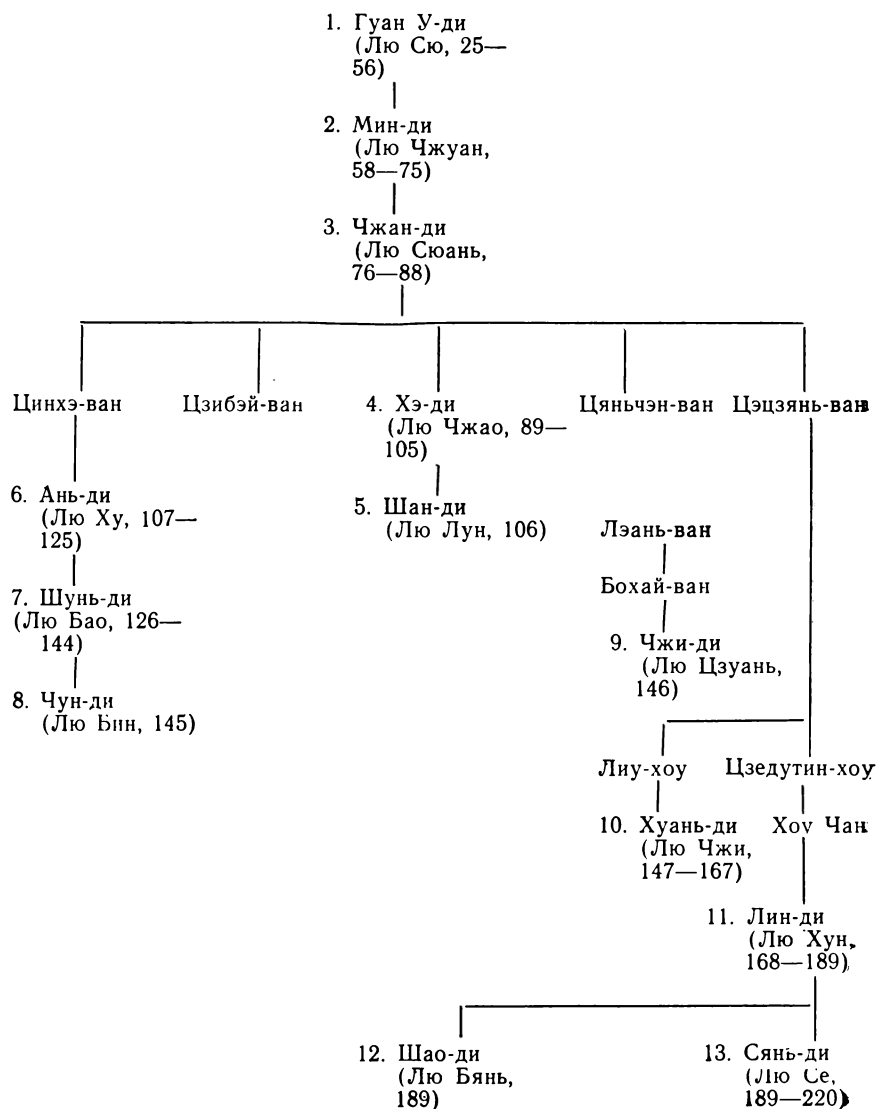 1. Гуан У-ди
(Лю Сю, 25—
56)
2. Мин-ди
(Лю Чжуан,
58—75)
3. Чжан-ди
(Лю Сюань,
76—88)
Цинхэ-ван
Цзибэй-ван
4. Хэ-ди
(Лю Чжао, 89—
105)
Цяньчэн-ван
Цэцзянь-ван
6. Ань-ди
(Лю Ху, 107—
125)
5. Шан-ди
(Лю Лун, 106)
Лэань-ван
Бохай-ван
7. Шунь-ди
(Лю Бао, 126—
144)
9. Чжи-ди
(Лю Цзуань,
146)
8. Чун-ди
(Лю Бин, 145)
Лиу-хоу
Цзедутин-хоу
10. Хуань-ди
(Лю Чжи,
147—167)
Хоу Чан
11. Лин-ди
(Лю Хун,
168—189)
12. Шао-ди
(Лю Бянь,
189)
13. Сянь-ди
(Лю Се,
189—220)